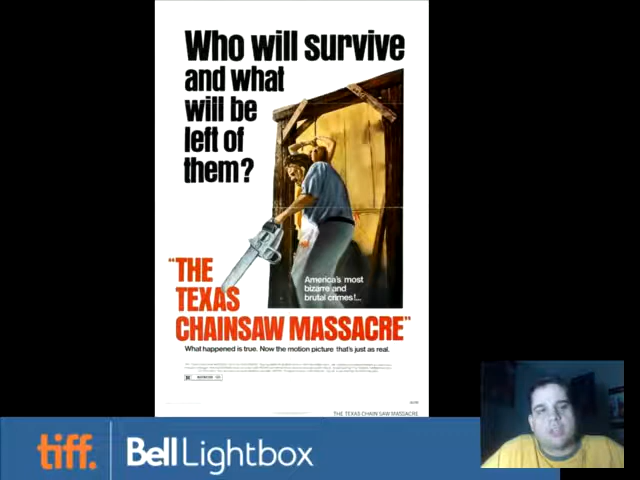 Who will survive
and what
will be
left of
them?
America's most
bizarre and
brutal crimes!...
"THE
TEXAS
CHAINSAW MASSACRE"
What happened is true. Now the motion picture that's just as real.
R
RESTRICTED
THE TEXAS CHAIN SAW MASSACRE
tiff.
Bell Lightbox